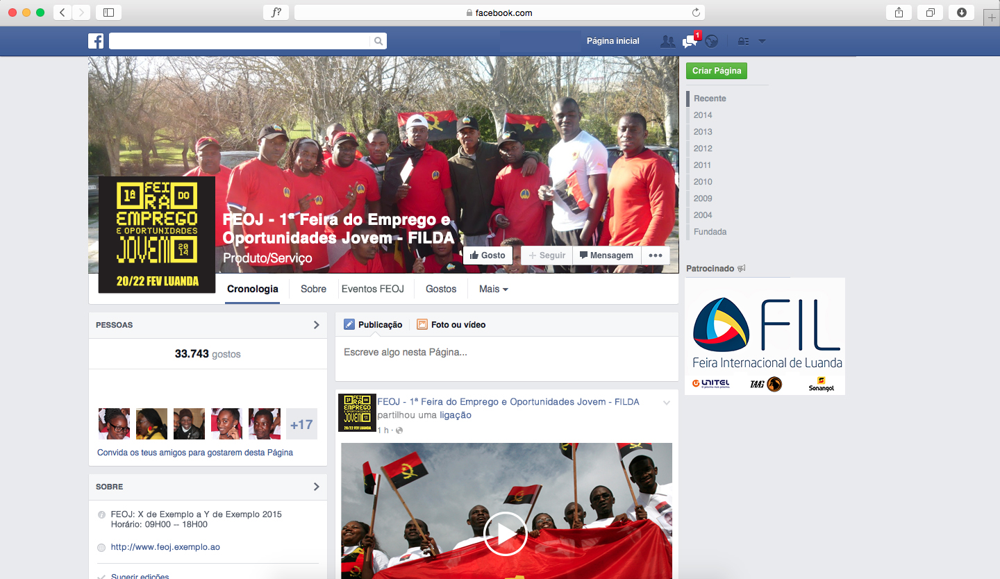 f?
facebook.com
Página inicial
1
Criar Página
Recente
2014
2013
2012
2011
2010
2009
2004
Fundada
1ª FEIRA DO
EMPREGO
E OPORTUNIDADES
JOVEM 2014
20/22 FEV LUANDA
FEOJ - 1ª Feira do Emprego e
Oportunidades Jovem - FILDA
Produto/Serviço
Gosto
Seguir
Mensagem
Cronologia
Sobre
Eventos FEOJ
Gostos
Mais
Patrocinado
FIL
Feira Internacional de Luanda
UNITEL
TAAG
Sonangol
PESSOAS
33.743 gostos
+17
Convida os teus amigos para gostarem desta Página
SOBRE
FEOJ: X de Exemplo a Y de Exemplo 2015
Horário: 09H00 -- 18H00
http://www.feoj.exemplo.ao
Sugerir edições
Publicação
Foto ou vídeo
Escreve algo nesta Página...
1ª FEIRA DO
EMPREGO
E OPORTUNIDADES
JOVEM
20/22 FEV LUANDA
FEOJ - 1ª Feira do Emprego e Oportunidades Jovem - FILDA
partilhou uma ligação
1 h ·